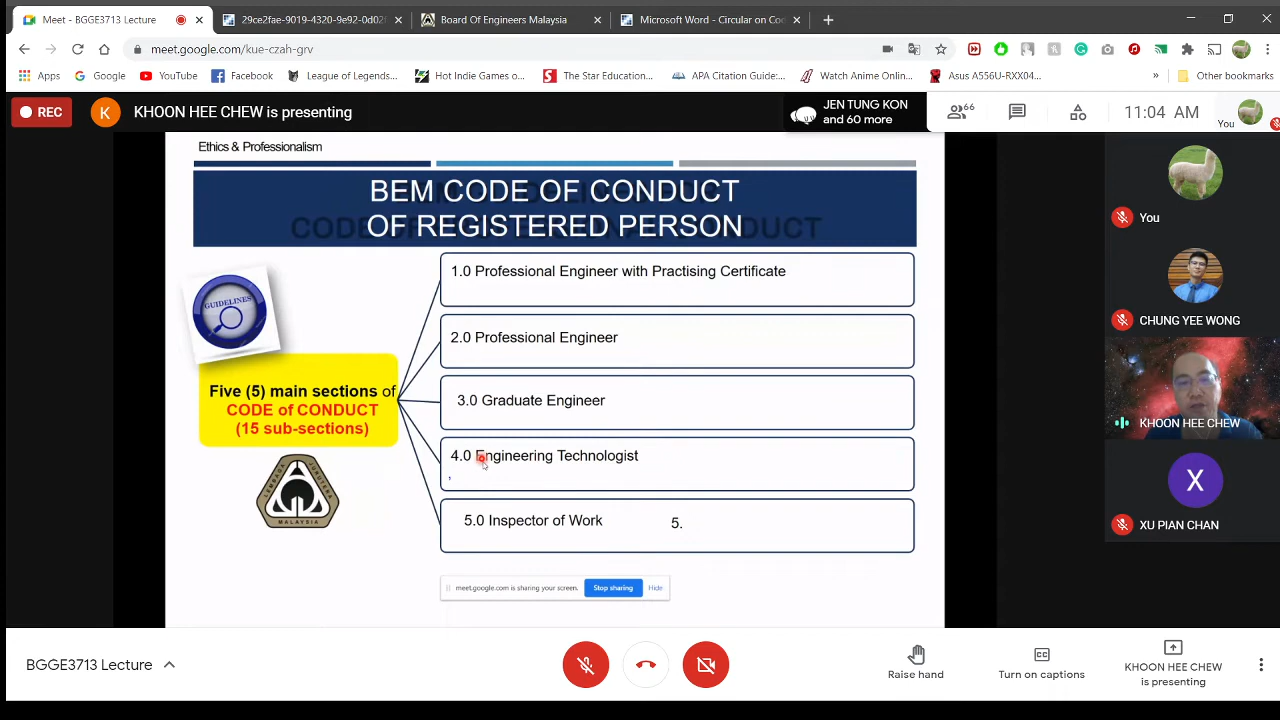 Meet - BGGE3713 Lecture
29ce2fae-9019-4320-9e92-0d02f
Board Of Engineers Malaysia
Microsoft Word - Circular on Coe
meet.google.com/kue-czah-grv
Apps
Google
YouTube
Facebook
League of Legends...
Hot Indie Games o...
The Star Education...
APA Citation Guide:...
Watch Anime Onlin...
Asus A556U-RXX04...
»
Other bookmarks
REC
K
KHOON HEE CHEW is presenting
JEN TUNG KON
and 60 more
66
11:04 AM
You
Ethics & Professionalism
BEM CODE OF CONDUCT
OF REGISTERED PERSON
GUIDELINES
Five (5) main sections of
CODE of CONDUCT
(15 sub-sections)
MALAYSIA
1.0 Professional Engineer with Practising Certificate
2.0 Professional Engineer
3.0 Graduate Engineer
4.0 Engineering Technologist
,
5.0 Inspector of Work
5.
meet.google.com is sharing your screen.
Stop sharing
Hide
You
CHUNG YEE WONG
KHOON HEE CHEW
X
XU PIAN CHAN
BGGE3713 Lecture
Raise hand
CC
Turn on captions
KHOON HEE CHEW
is presenting